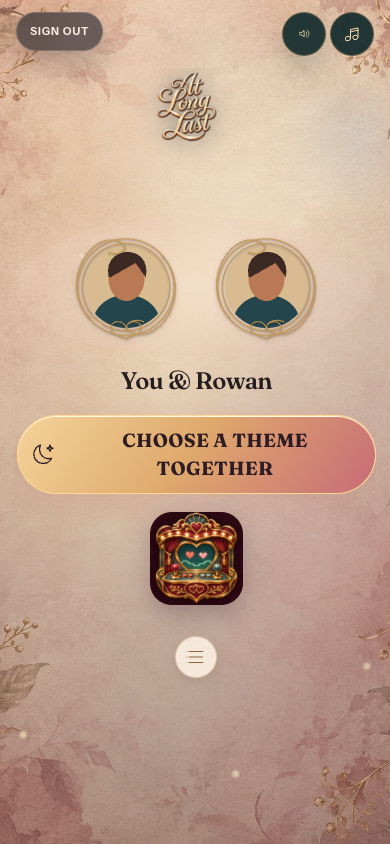 SIGN OUT
At
Long
Last
You & Rowan
CHOOSE A THEME
TOGETHER